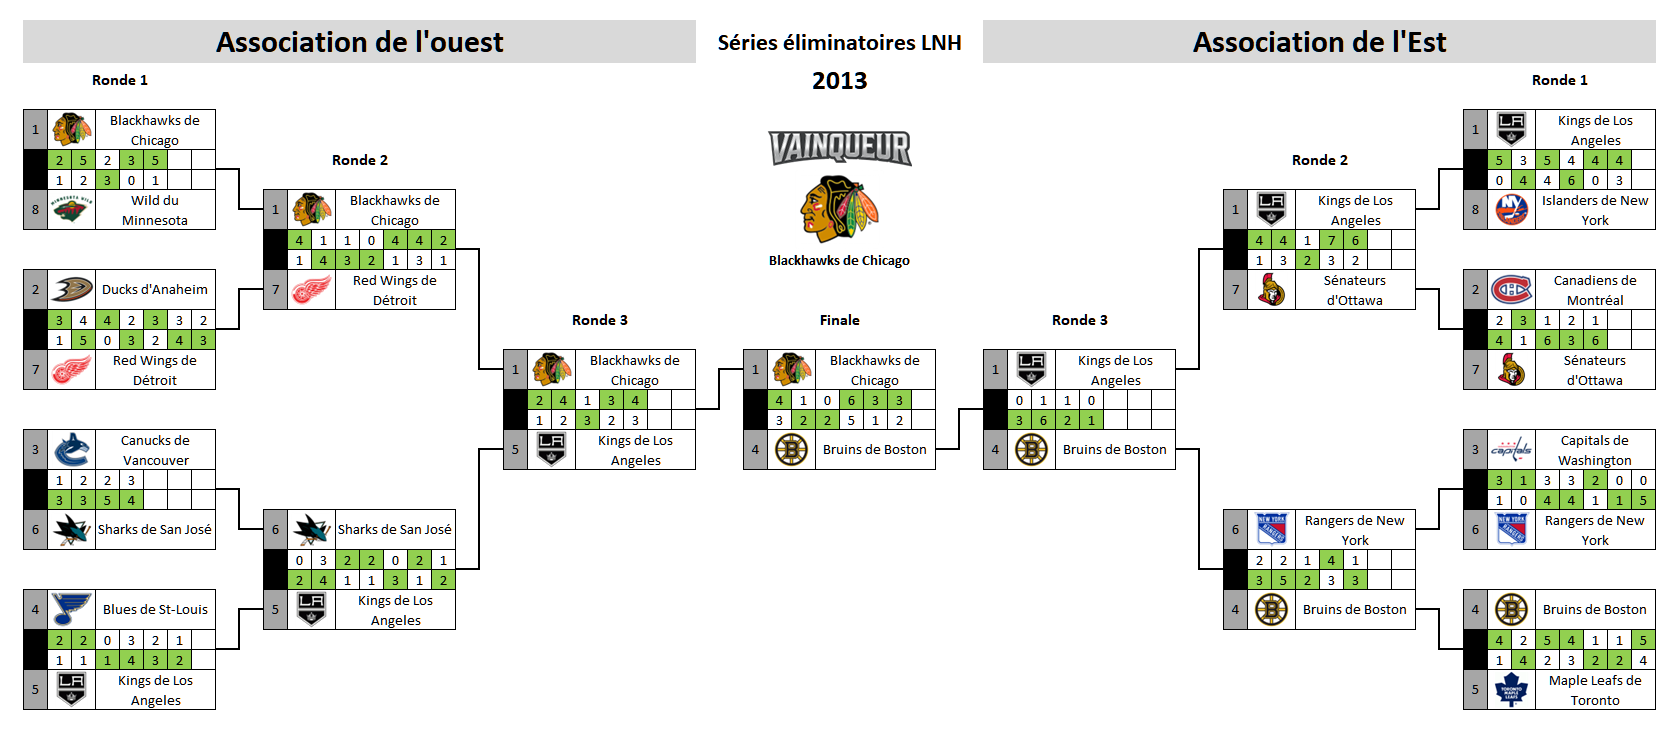 Association de l'ouest
Séries éliminatoires LNH
2013
Association de l'Est
Ronde 1
1 Blackhawks de
Chicago
2 5 2 3 5
1 2 3 0 1
8 Wild du
Minnesota
2 Ducks d'Anaheim
3 4 4 2 3 3 2
1 5 0 3 2 4 3
7 Red Wings de
Détroit
3 Canucks de
Vancouver
1 2 2 3
3 3 5 4
6 Sharks de San José
4 Blues de St-Louis
2 2 0 3 2 1
1 1 1 4 3 2
5 Kings de Los
Angeles
Ronde 2
1 Blackhawks de
Chicago
4 1 1 0 4 4 2
1 4 3 2 1 3 1
7 Red Wings de
Détroit
6 Sharks de San José
0 3 2 2 0 2 1
2 4 1 1 3 1 2
5 Kings de Los
Angeles
Ronde 3
1 Blackhawks de
Chicago
2 4 1 3 4
1 2 3 2 3
5 Kings de Los
Angeles
VAINQUEUR
Blackhawks de Chicago
Finale
1 Blackhawks de
Chicago
4 1 0 6 3 3
3 2 2 5 1 2
4 Bruins de Boston
Ronde 3
1 Kings de Los
Angeles
0 1 1 0
3 6 2 1
4 Bruins de Boston
Ronde 2
1 Kings de Los
Angeles
4 4 1 7 6
1 3 2 3 2
7 Sénateurs
d'Ottawa
6 Rangers de New
York
2 2 1 4 1
3 5 2 3 3
4 Bruins de Boston
Ronde 1
1 Kings de Los
Angeles
5 3 5 4 4 4
0 4 4 6 0 3
8 Islanders de New
York
2 Canadiens de
Montréal
2 3 1 2 1
4 1 6 3 6
7 Sénateurs
d'Ottawa
3 Capitals de
Washington
3 1 3 3 2 0 0
1 0 4 4 1 1 5
6 Rangers de New
York
4 Bruins de Boston
4 2 5 4 1 1 5
1 4 2 3 2 2 4
5 Maple Leafs de
Toronto